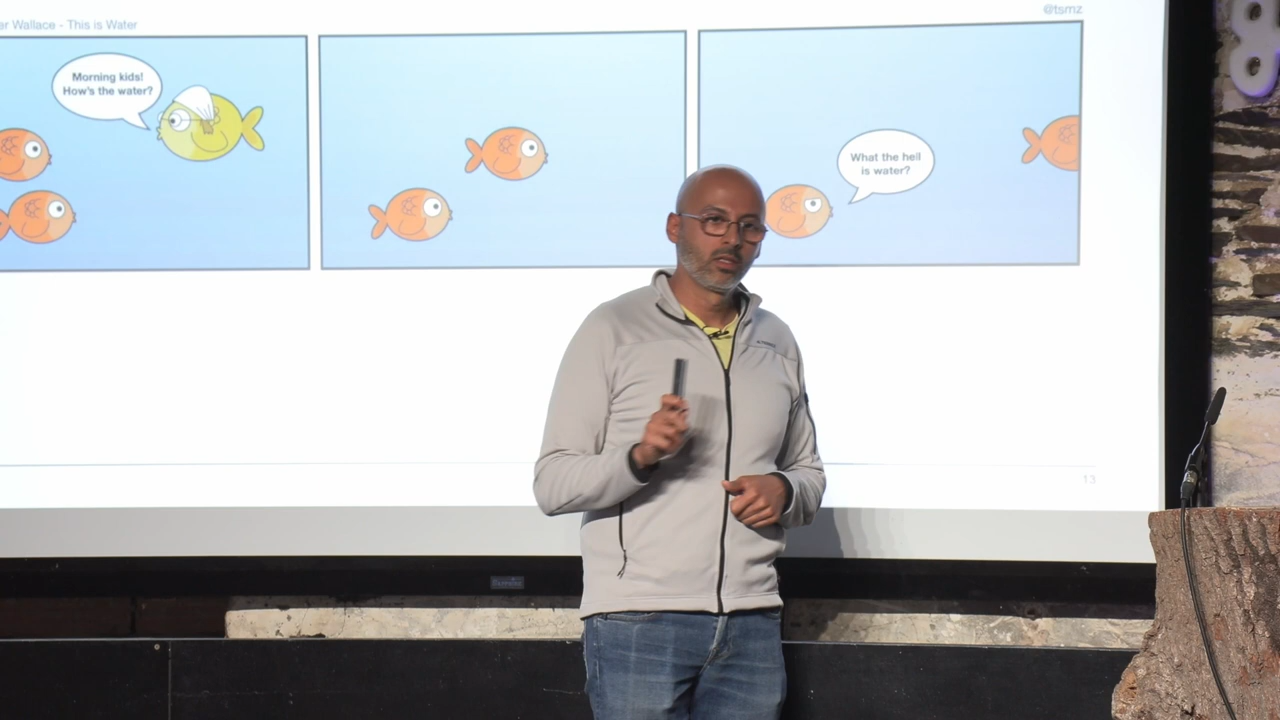 er Wallace - This is Water
@tsmz
Morning kids!
How's the water?
What the hell
is water?
13